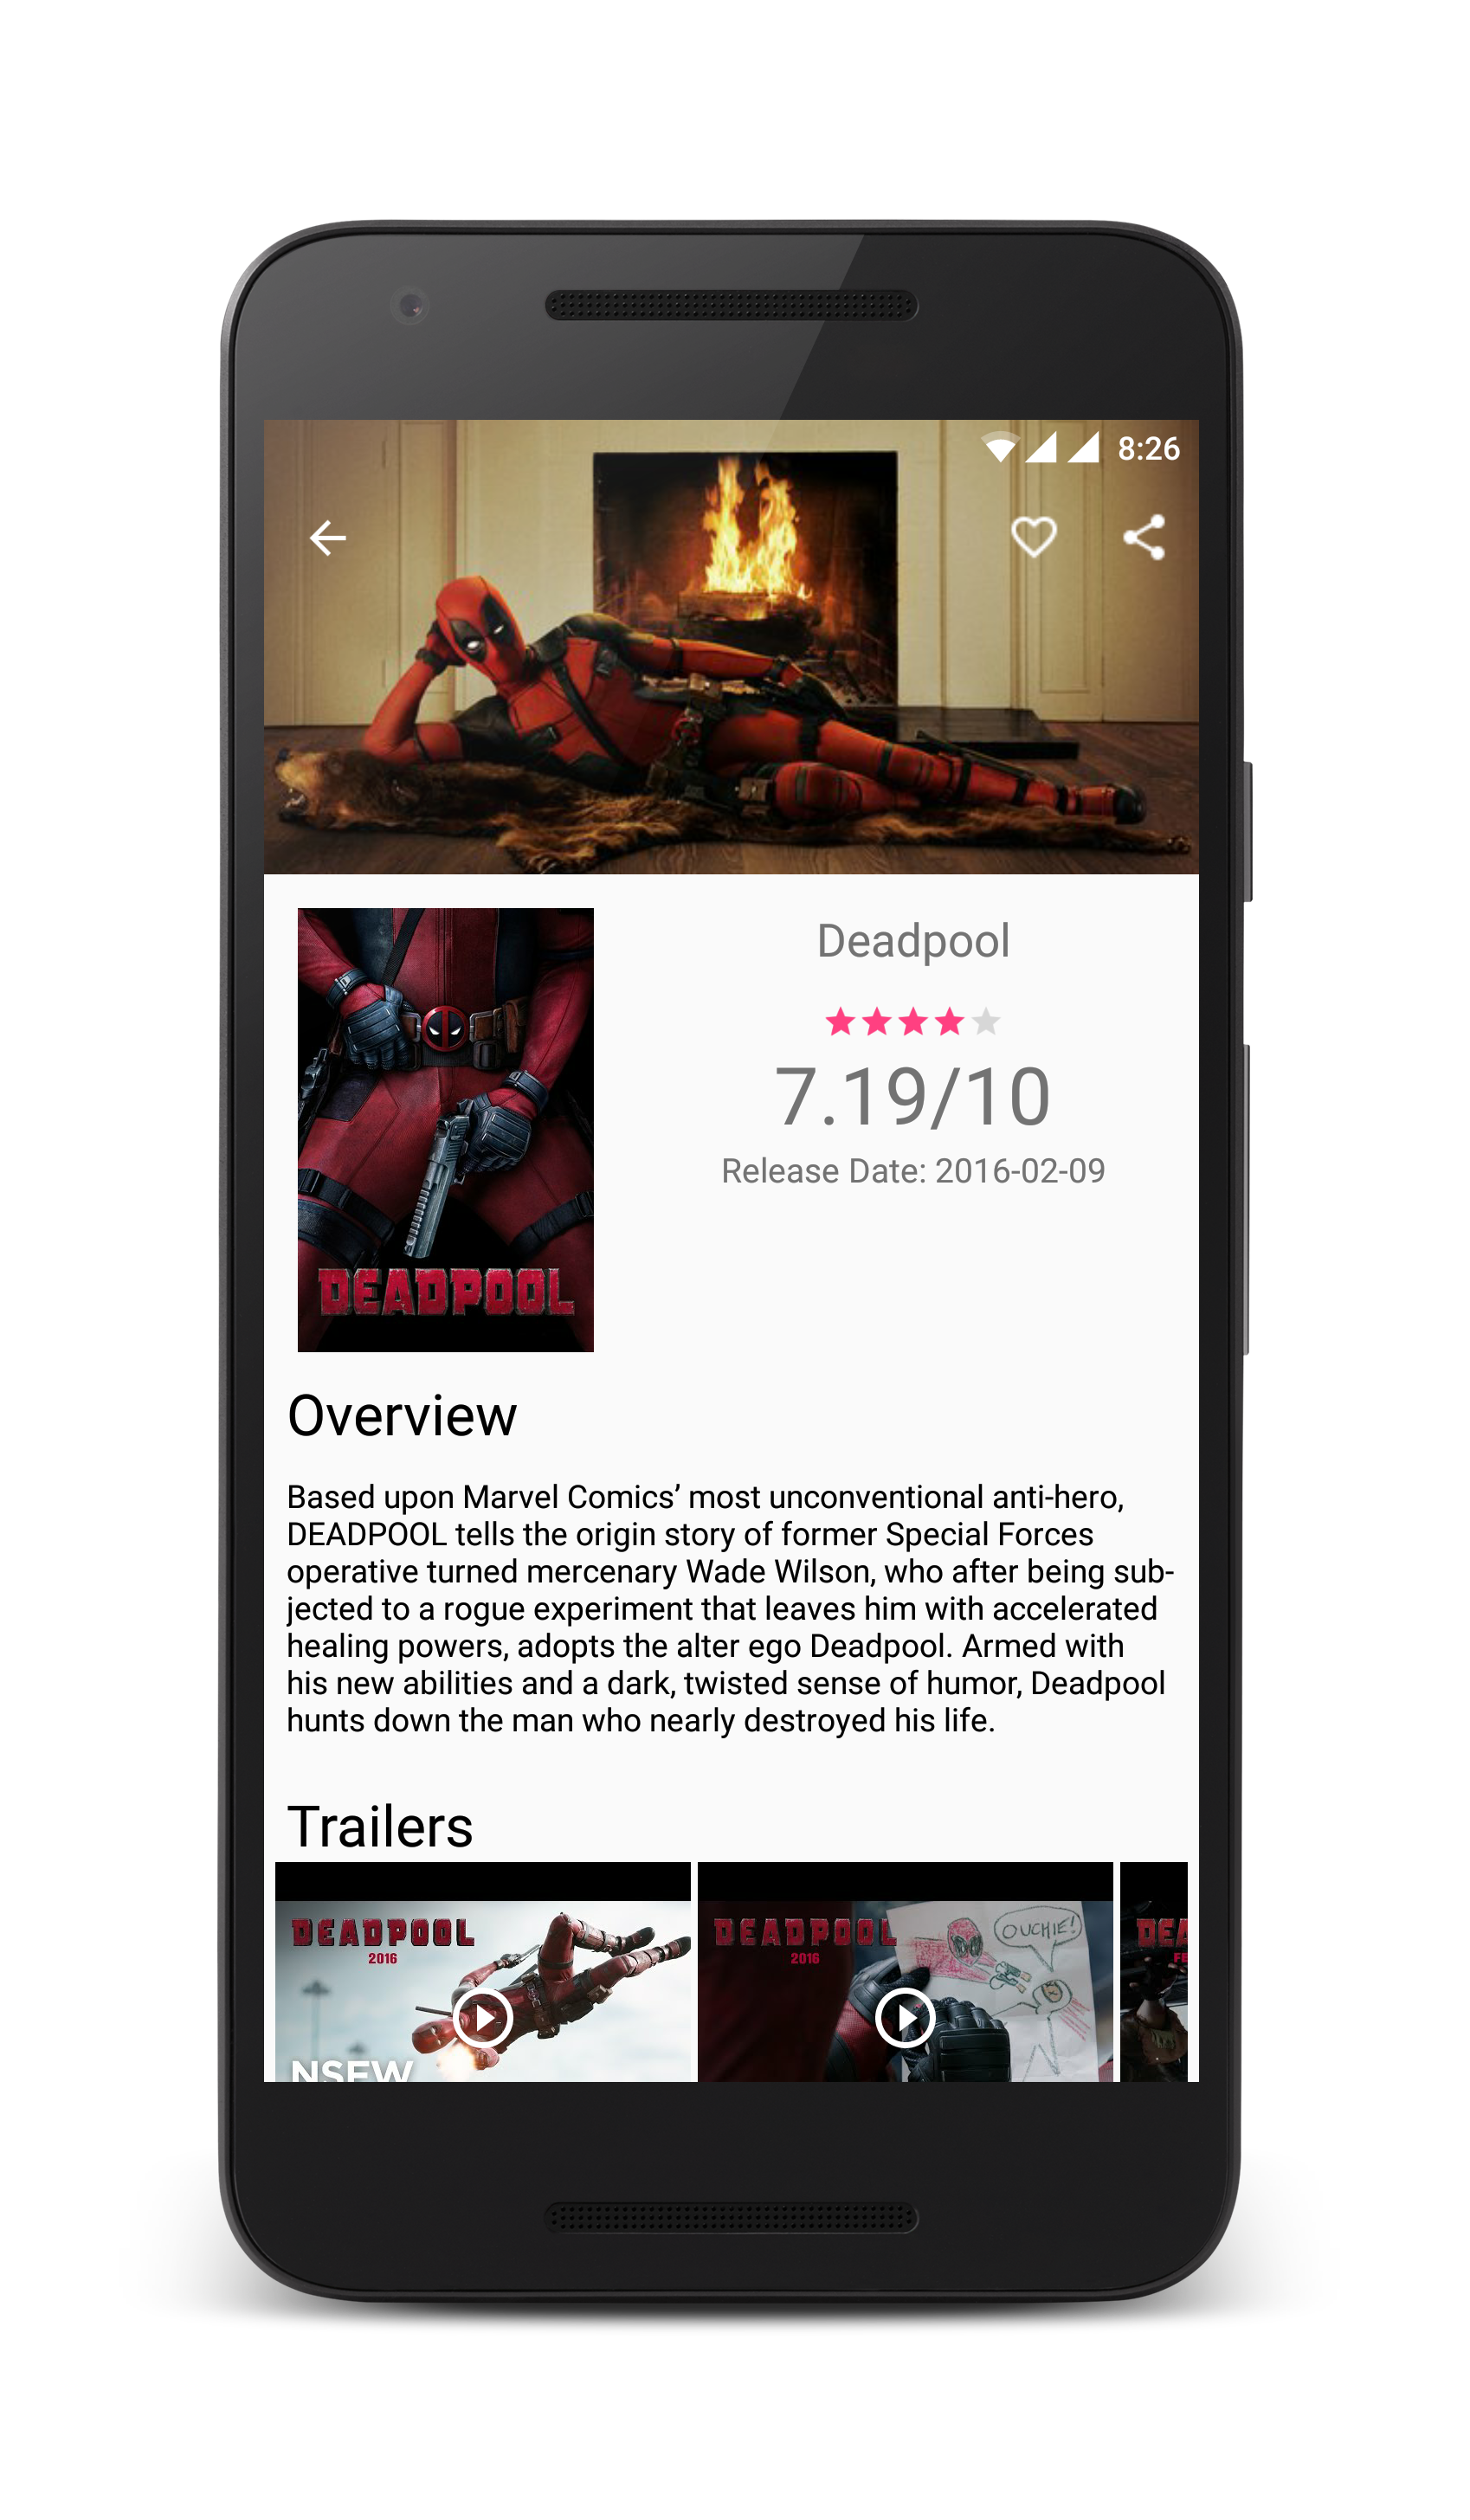 8:26
Deadpool
7.19/10
Release Date: 2016-02-09
DEADPOOL
Overview
Based upon Marvel Comics’ most unconventional anti-hero,
DEADPOOL tells the origin story of former Special Forces
operative turned mercenary Wade Wilson, who after being sub-
jected to a rogue experiment that leaves him with accelerated
healing powers, adopts the alter ego Deadpool. Armed with
his new abilities and a dark, twisted sense of humor, Deadpool
hunts down the man who nearly destroyed his life.
Trailers
DEADPOOL
2016
NSFW
DEADPOOL
2016
OUCHIE!
DEA
FE